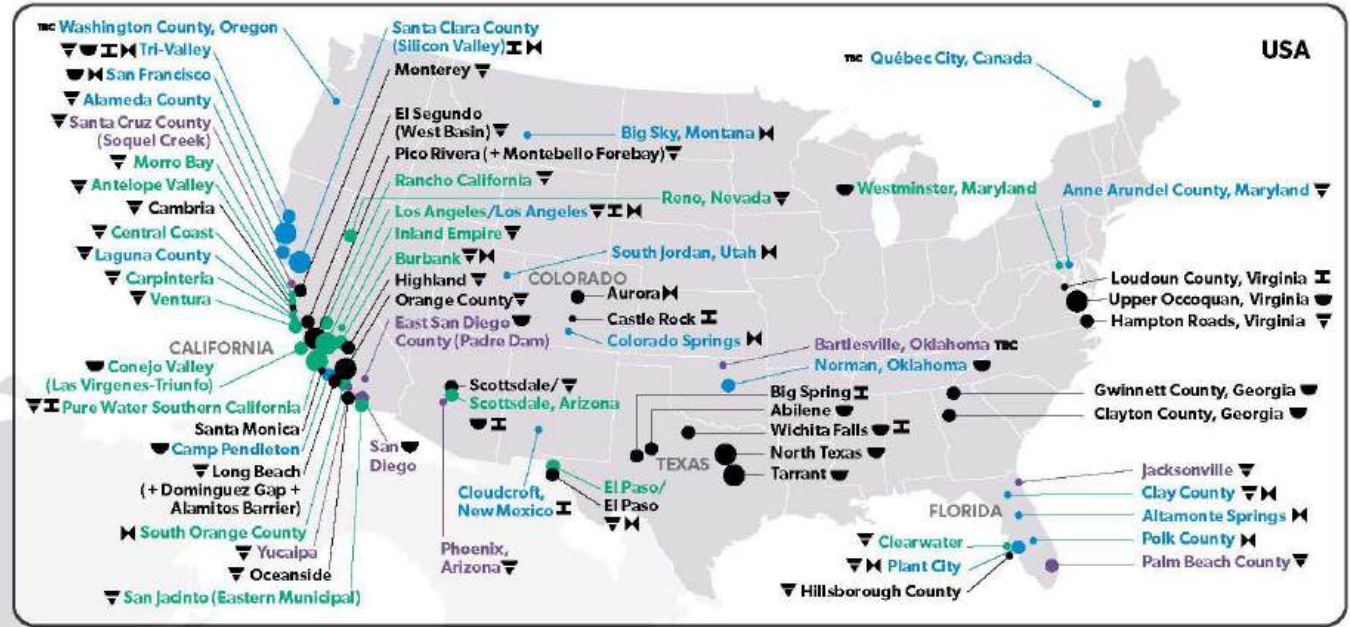 USA
TBC Washington County, Oregon
Tri-Valley
San Francisco
Alameda County
Santa Cruz County
(Soquel Creek)
Morro Bay
Antelope Valley
Cambria
Central Coast
Laguna County
Carpinteria
Ventura
CALIFORNIA
Conejo Valley
(Las Virgenes-Triunfo)
Pure Water Southern California
Santa Monica
Camp Pendleton
Long Beach
(+ Dominguez Gap +
Alamitos Barrier)
South Orange County
Yucaipa
Oceanside
San Jacinto (Eastern Municipal)
Santa Clara County
(Silicon Valley)
Monterey
El Segundo
(West Basin)
Pico Rivera (+ Montebello Forebay)
Rancho California
Reno, Nevada
Los Angeles/Los Angeles
Inland Empire
Burbank
Highland
Orange County
East San Diego
County (Padre Dam)
San
Diego
Big Sky, Montana
South Jordan, Utah
COLORADO
Aurora
Castle Rock
Colorado Springs
Scottsdale/
Scottsdale, Arizona
Phoenix,
Arizona
Cloudcroft,
New Mexico
El Paso/
El Paso
Bartlesville, Oklahoma TBC
Norman, Oklahoma
Big Spring
Abilene
Wichita Falls
TEXAS
North Texas
Tarrant
TBC Québec City, Canada
Westminster, Maryland
Anne Arundel County, Maryland
Loudoun County, Virginia
Upper Occoquan, Virginia
Hampton Roads, Virginia
Gwinnett County, Georgia
Clayton County, Georgia
FLORIDA
Jacksonville
Clay County
Altamonte Springs
Polk County
Palm Beach County
Clearwater
Plant City
Hillsborough County